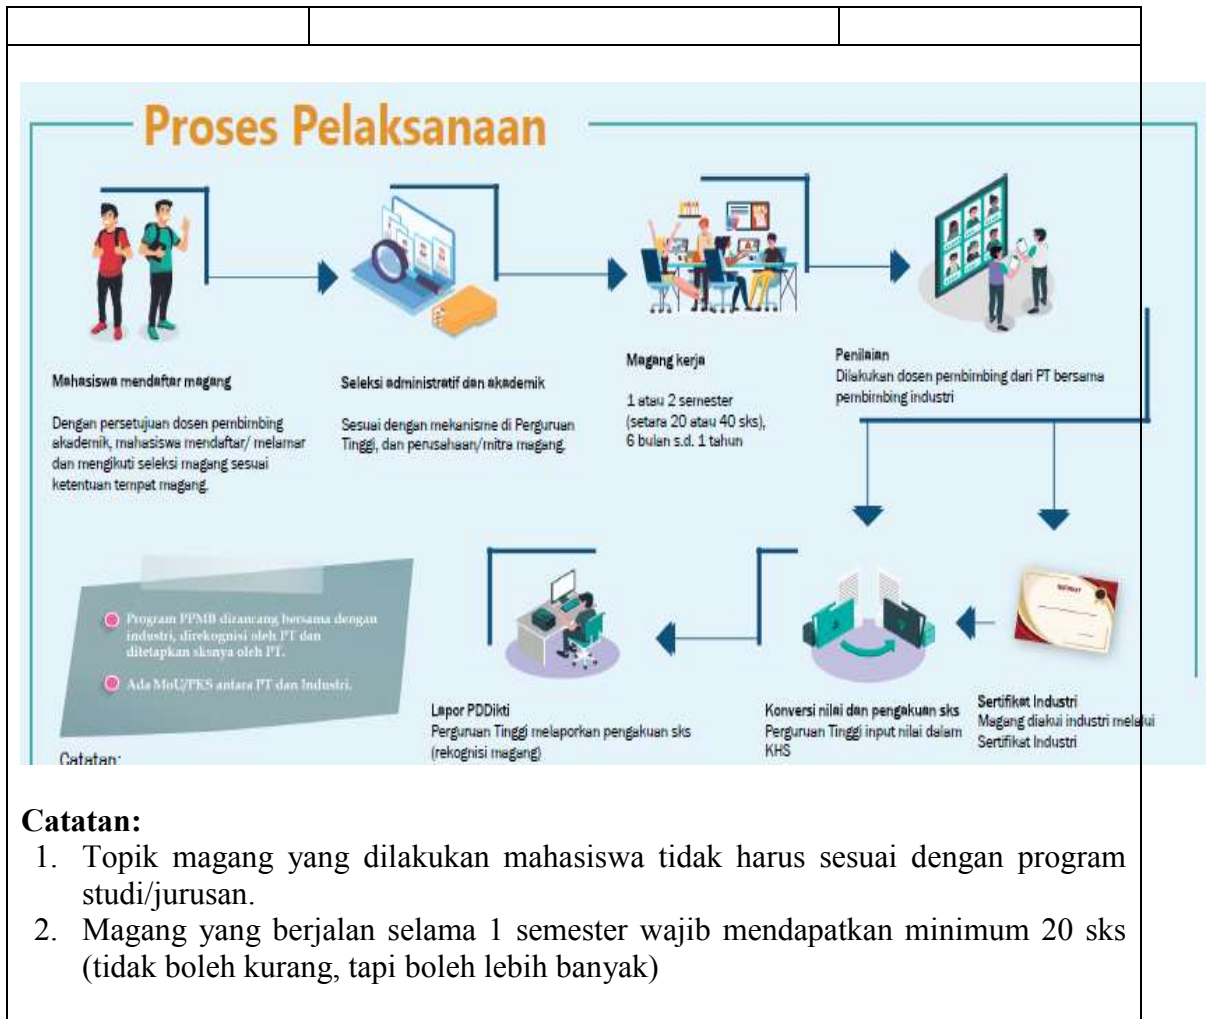 Proses Pelaksanaan
Mahasiswa mendaftar magang
Dengan persetujuan dosen pembimbing
akademik, mahasiswa mendaftar/ melamar
dan mengikuti seleksi magang sesuai
ketentuan tempat magang.
Seleksi administratif dan akademik
Sesuai dengan mekanisme di Perguruan
Tinggi, dan perusahaan/mitra magang.
Magang kerja
1 atau 2 semester
(setara 20 atau 40 sks),
6 bulan s.d. 1 tahun
Penilaian
Dilakukan dosen pembimbing dari PT bersama
pembimbing industri
Program PPMB dirancang bersama dengan
industri, direkognisi oleh PT dan
ditetapkan sksnya oleh PT.
Ada MoU/PKS antara PT dan Industri.
Lapor PDDikti
Perguruan Tinggi melaporkan pengakuan sks
(rekognisi magang)
Konversi nilai dan pengakuan sks
Perguruan Tinggi input nilai dalam
KHS
Sertifikat Industri
Magang diakui industri melalui
Sertifikat Industri
Catatan:
Catatan:
1. Topik magang yang dilakukan mahasiswa tidak harus sesuai dengan program
studi/jurusan.
2. Magang yang berjalan selama 1 semester wajib mendapatkan minimum 20 sks
(tidak boleh kurang, tapi boleh lebih banyak)